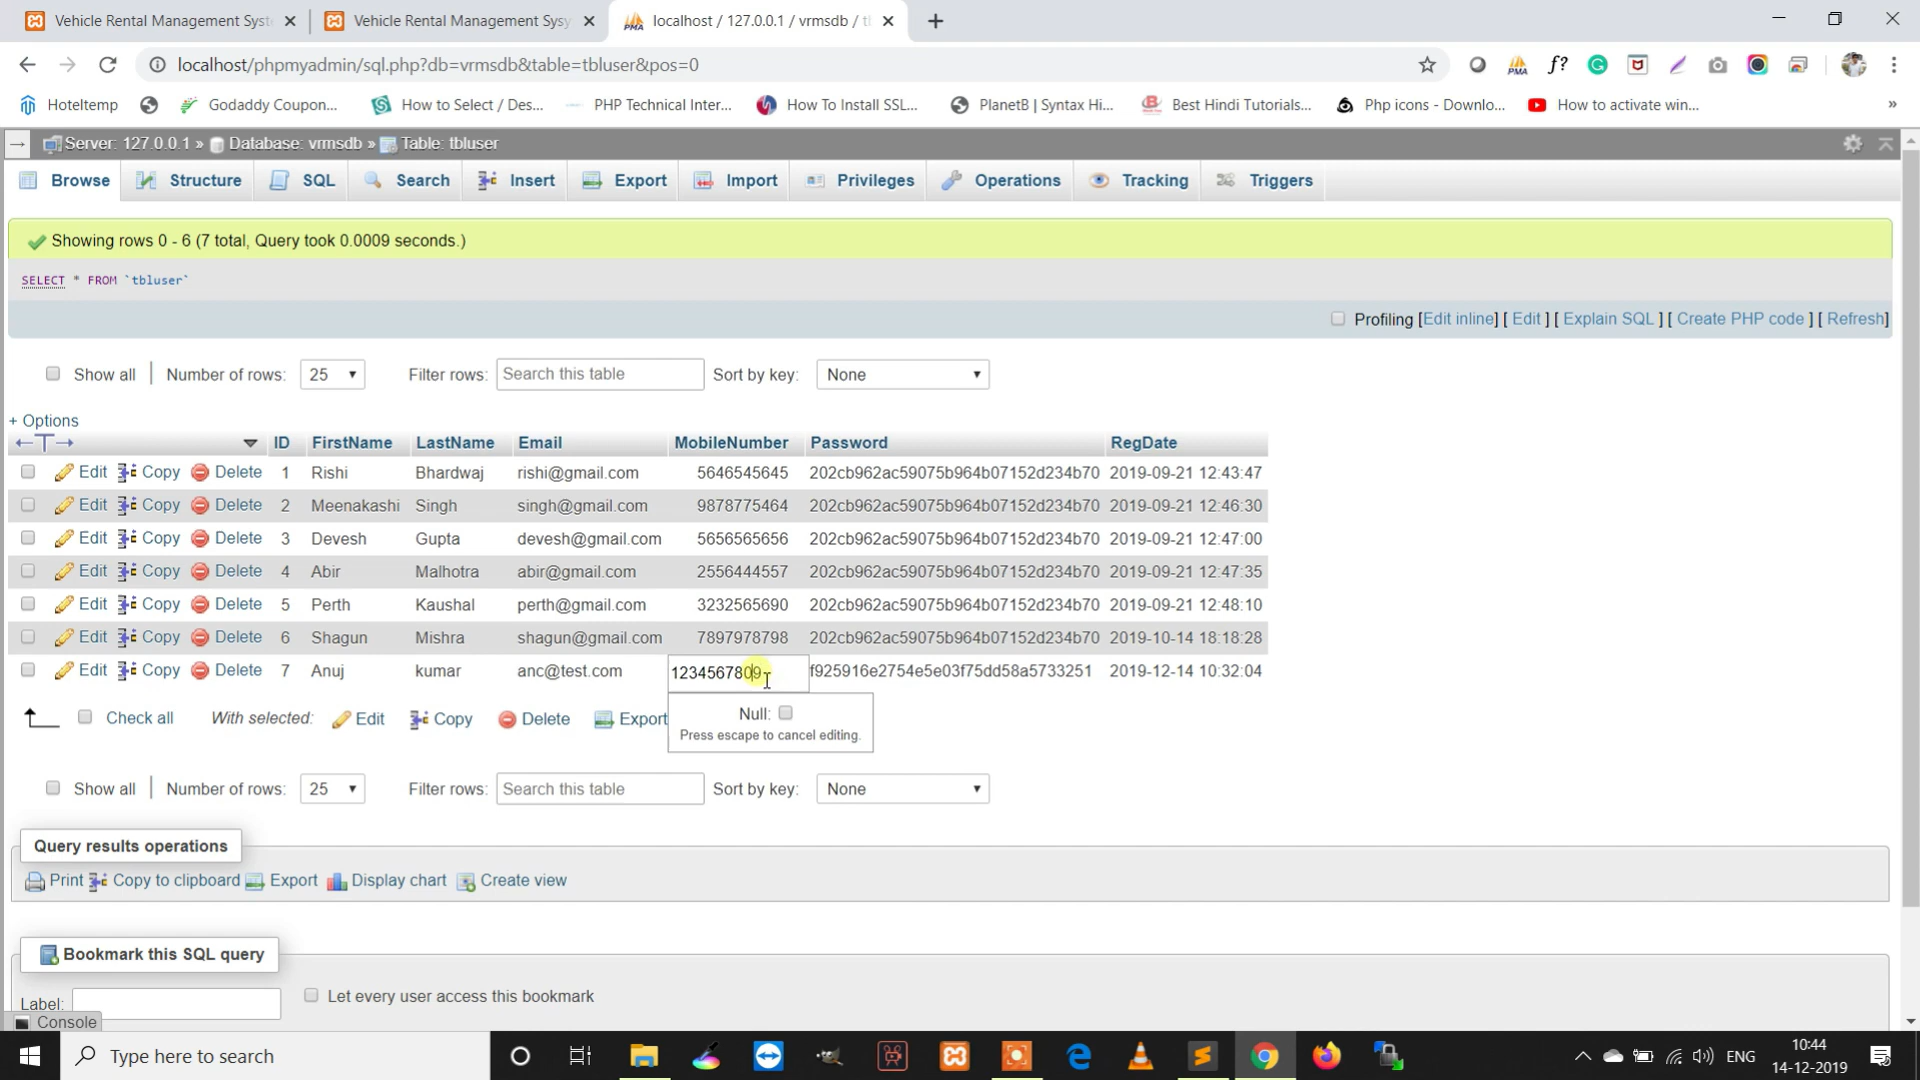 Vehicle Rental Management Syst
Vehicle Rental Management Sysy
localhost / 127.0.0.1 / vrmsdb / tl
localhost/phpmyadmin/sql.php?db=vrmsdb&table=tbluser&pos=0
Hoteltemp
Godaddy Coupon...
How to Select / Des...
PHP Technical Inter...
How To Install SSL...
PlanetB | Syntax Hi...
Best Hindi Tutorials...
Php icons - Downlo...
How to activate win...
»
Server: 127.0.0.1 » Database: vrmsdb » Table: tbluser
Browse Structure SQL Search Insert Export Import Privileges Operations Tracking Triggers
Showing rows 0 - 6 (7 total, Query took 0.0009 seconds.)
SELECT * FROM `tbluser`
Profiling [Edit inline] [ Edit ] [ Explain SQL ] [ Create PHP code ] [ Refresh]
Show all | Number of rows: 25 Filter rows: Search this table Sort by key: None
+ Options
←T→ ID FirstName LastName Email MobileNumber Password RegDate
Edit Copy Delete 1 Rishi Bhardwaj rishi@gmail.com 5646545645 202cb962ac59075b964b07152d234b70 2019-09-21 12:43:47
Edit Copy Delete 2 Meenakashi Singh singh@gmail.com 9878775464 202cb962ac59075b964b07152d234b70 2019-09-21 12:46:30
Edit Copy Delete 3 Devesh Gupta devesh@gmail.com 5656565656 202cb962ac59075b964b07152d234b70 2019-09-21 12:47:00
Edit Copy Delete 4 Abir Malhotra abir@gmail.com 2556444557 202cb962ac59075b964b07152d234b70 2019-09-21 12:47:35
Edit Copy Delete 5 Perth Kaushal perth@gmail.com 3232565690 202cb962ac59075b964b07152d234b70 2019-09-21 12:48:10
Edit Copy Delete 6 Shagun Mishra shagun@gmail.com 7897978798 202cb962ac59075b964b07152d234b70 2019-10-14 18:18:28
Edit Copy Delete 7 Anuj kumar anc@test.com 1234567809 f925916e2754e5e03f75dd58a5733251 2019-12-14 10:32:04
Check all With selected: Edit Copy Delete Export
Null:
Press escape to cancel editing.
Show all | Number of rows: 25 Filter rows: Search this table Sort by key: None
Query results operations
Print Copy to clipboard Export Display chart Create view
Bookmark this SQL query
Label: Let every user access this bookmark
Console
Type here to search
ENG
10:44
14-12-2019